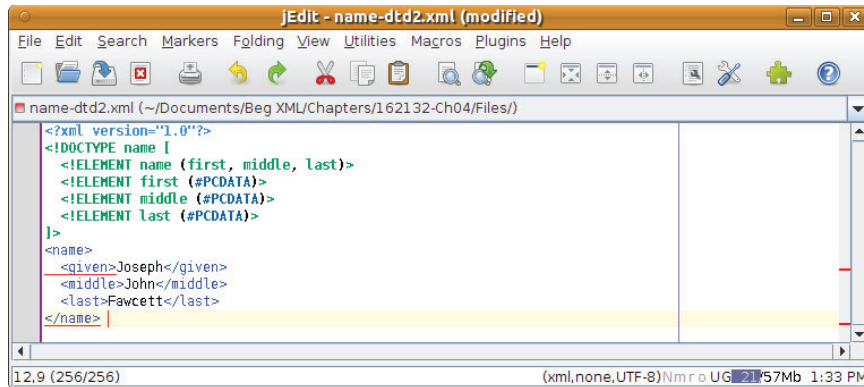 jEdit - name-dtd2.xml (modified)
File Edit Search Markers Folding View Utilities Macros Plugins Help
name-dtd2.xml (~/Documents/Beg XML/Chapters/162132-Ch04/Files/)
<?xml version="1.0"?>
<!DOCTYPE name [
  <!ELEMENT name (first, middle, last)>
  <!ELEMENT first (#PCDATA)>
  <!ELEMENT middle (#PCDATA)>
  <!ELEMENT last (#PCDATA)>
]>
<name>
  <given>Joseph</given>
  <middle>John</middle>
  <last>Fawcett</last>
</name>
12,9 (256/256) (xml,none,UTF-8)Nmr o UG 21/57Mb 1:33 PM